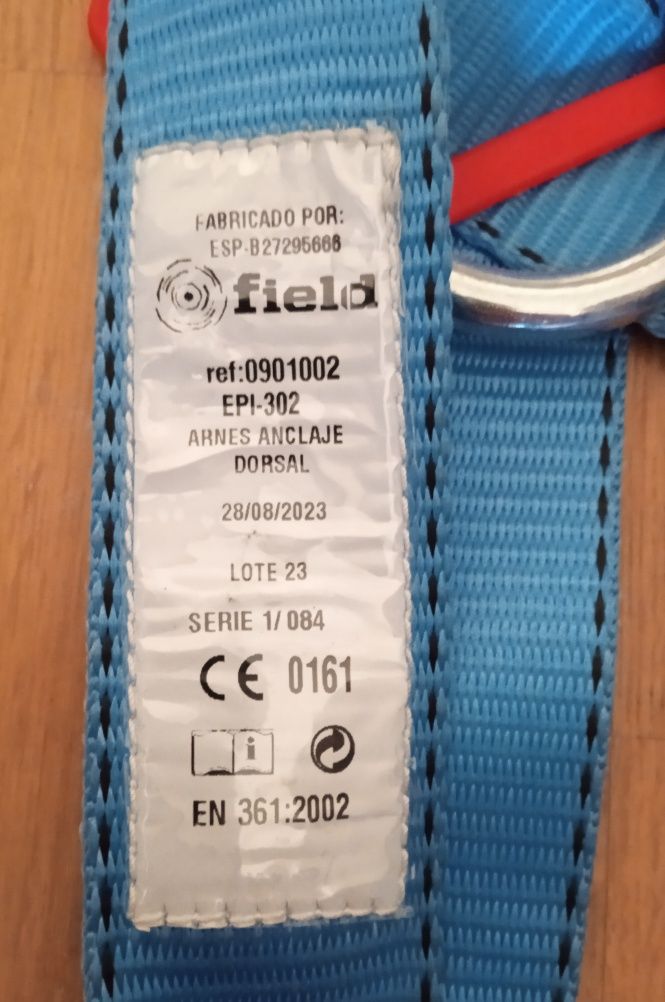 FABRICADO POR:
ESP-B27295666
field
ref:0901002
EPI-302
ARNES ANCLAJE
DORSAL
28/08/2023
LOTE 23
SERIE 1/ 084
CE 0161
i
EN 361:2002